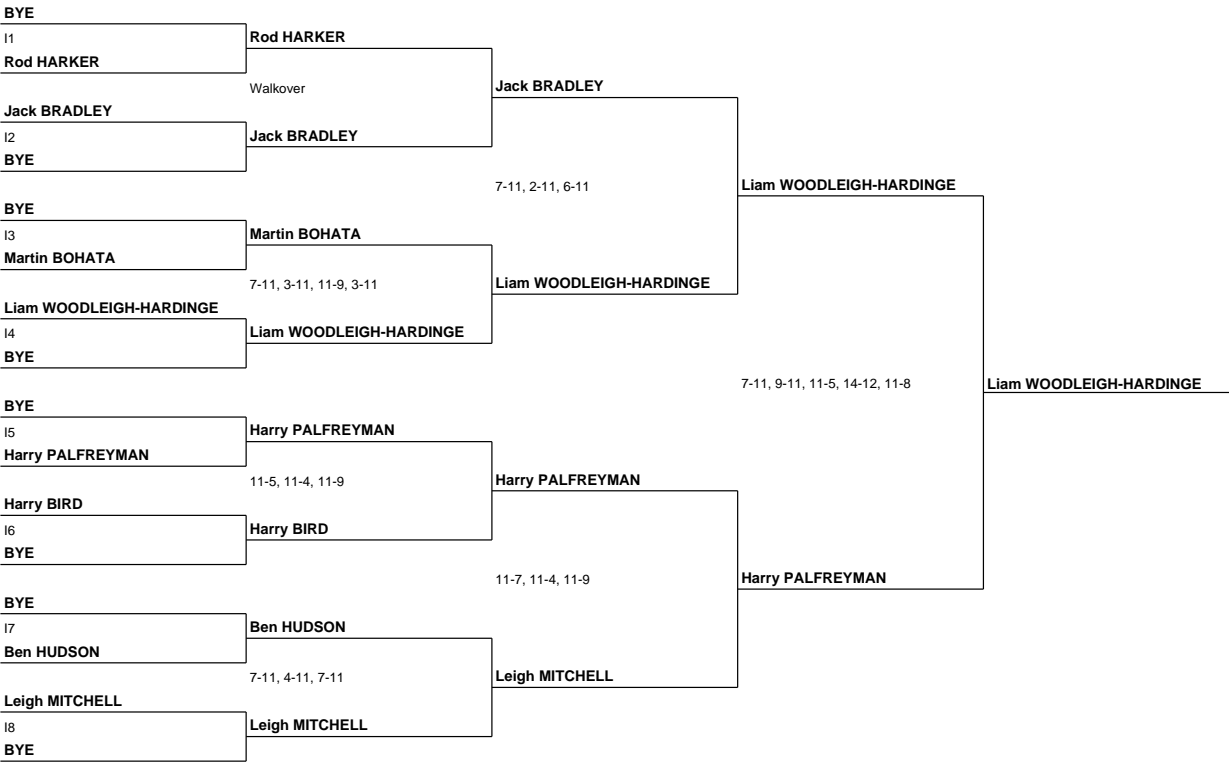 BYE
I1
Rod HARKER
Jack BRADLEY
I2
BYE
BYE
I3
Martin BOHATA
Liam WOODLEIGH-HARDINGE
I4
BYE
BYE
I5
Harry PALFREYMAN
Harry BIRD
I6
BYE
BYE
I7
Ben HUDSON
Leigh MITCHELL
I8
BYE
Rod HARKER
Walkover
Jack BRADLEY
Martin BOHATA
7-11, 3-11, 11-9, 3-11
Liam WOODLEIGH-HARDINGE
Harry PALFREYMAN
11-5, 11-4, 11-9
Harry BIRD
Ben HUDSON
7-11, 4-11, 7-11
Leigh MITCHELL
Jack BRADLEY
7-11, 2-11, 6-11
Liam WOODLEIGH-HARDINGE
Harry PALFREYMAN
11-7, 11-4, 11-9
Leigh MITCHELL
Liam WOODLEIGH-HARDINGE
7-11, 9-11, 11-5, 14-12, 11-8
Harry PALFREYMAN
Liam WOODLEIGH-HARDINGE